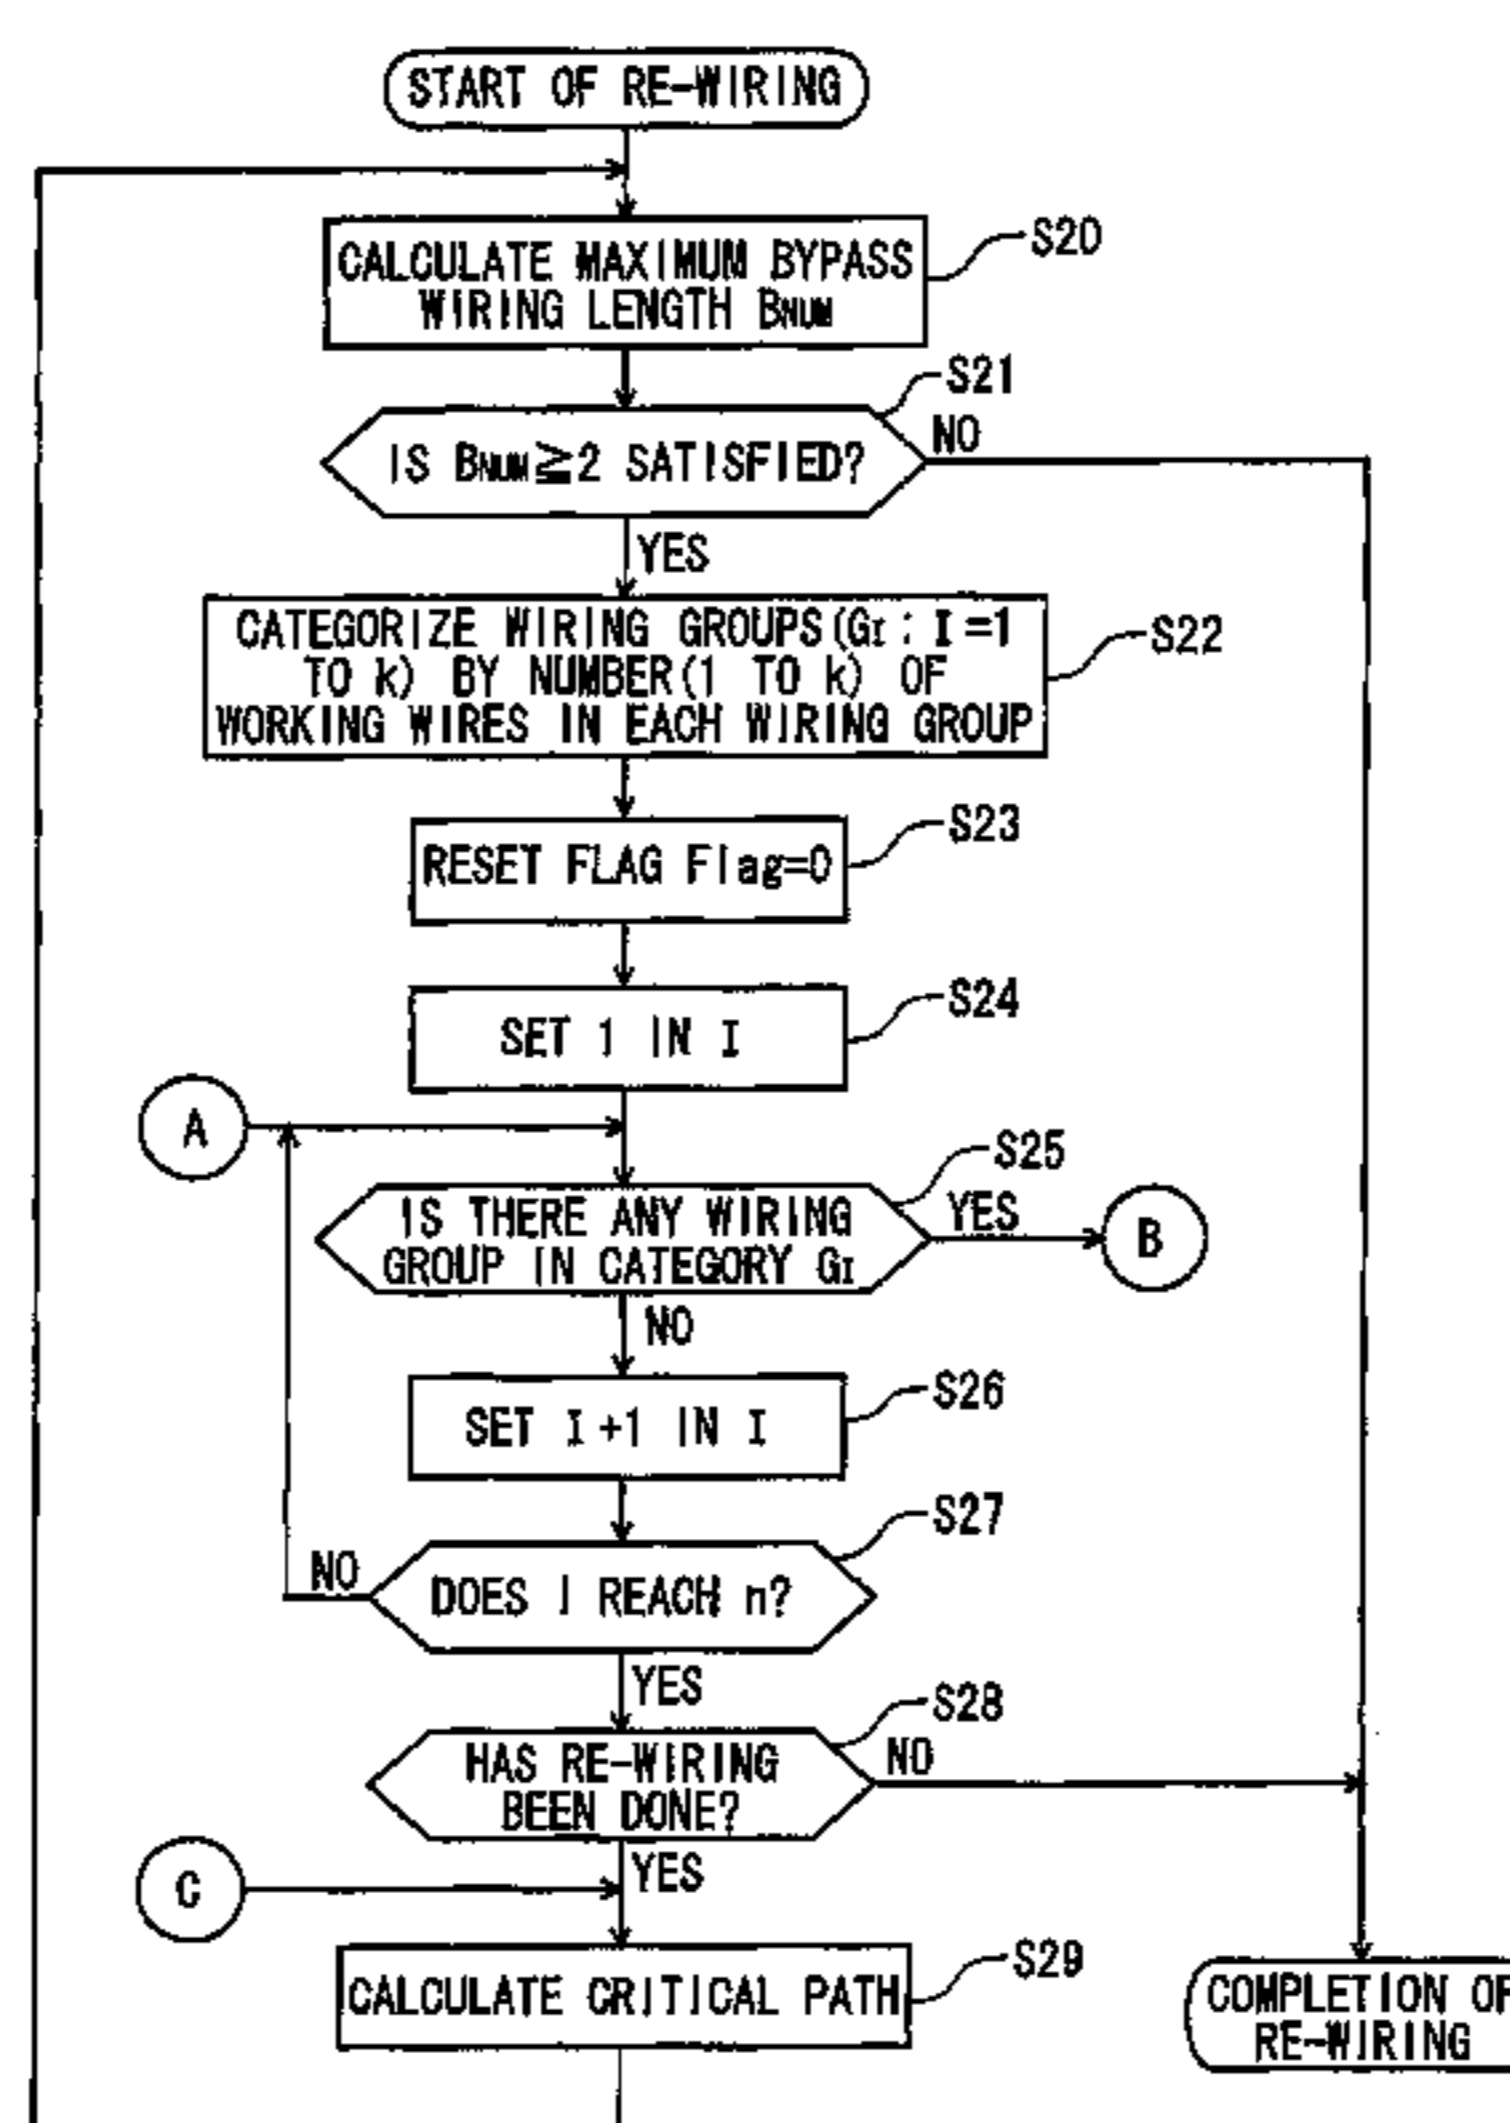 START OF RE-WIRING
CALCULATE MAXIMUM BYPASS
WIRING LENGTH BNUM
S20
S21
IS BNUM≧2 SATISFIED?
NO
YES
CATEGORIZE WIRING GROUPS(GI:I=1
TO k) BY NUMBER(1 TO k) OF
WORKING WIRES IN EACH WIRING GROUP
S22
RESET FLAG Flag=0
S23
SET 1 IN I
S24
A
S25
IS THERE ANY WIRING
GROUP IN CATEGORY GI
YES
B
NO
SET I+1 IN I
S26
S27
DOES I REACH n?
NO
YES
S28
HAS RE-WIRING
BEEN DONE?
NO
YES
C
CALCULATE CRITICAL PATH
S29
COMPLETION OF
RE-WIRING